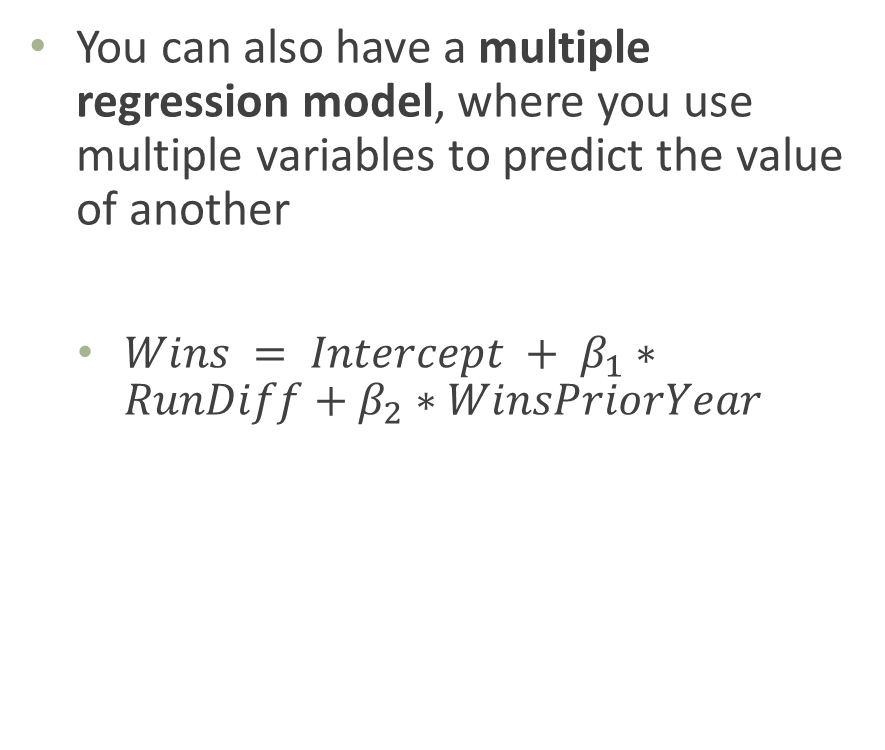 • You can also have a multiple
regression model, where you use
multiple variables to predict the value
of another
• Wins = Intercept + β₁ *
RunDiff + β₂ * WinsPriorYear